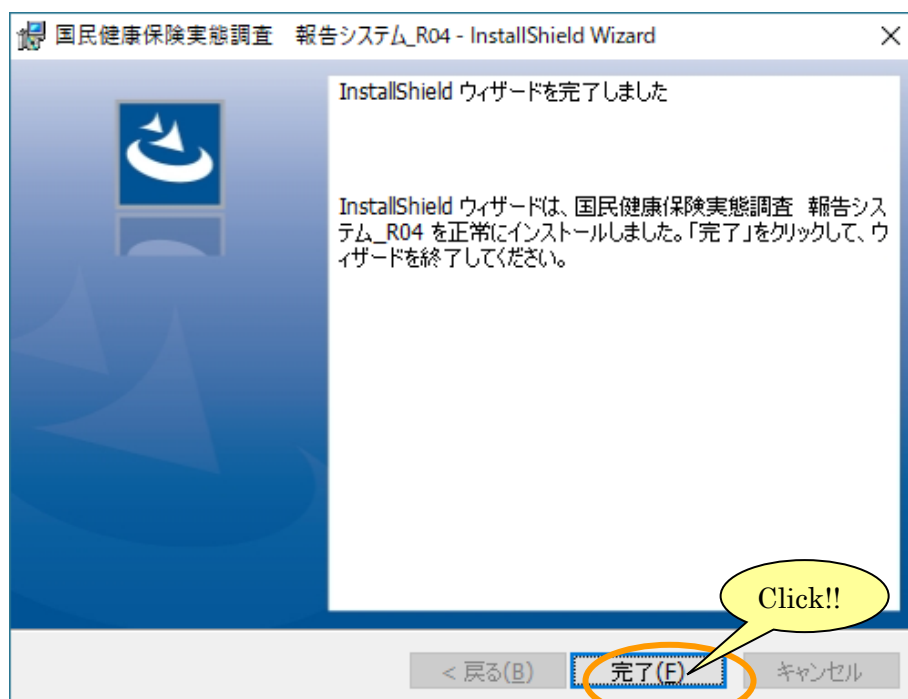 国民健康保険実態調査　報告システム_R04 - InstallShield Wizard
InstallShield ウィザードを完了しました
InstallShield ウィザードは、国民健康保険実態調査　報告シス
テム_R04 を正常にインストールしました。「完了」をクリックして、ウ
ィザードを終了してください。
Click!!
< 戻る(B)
完了(F)
キャンセル